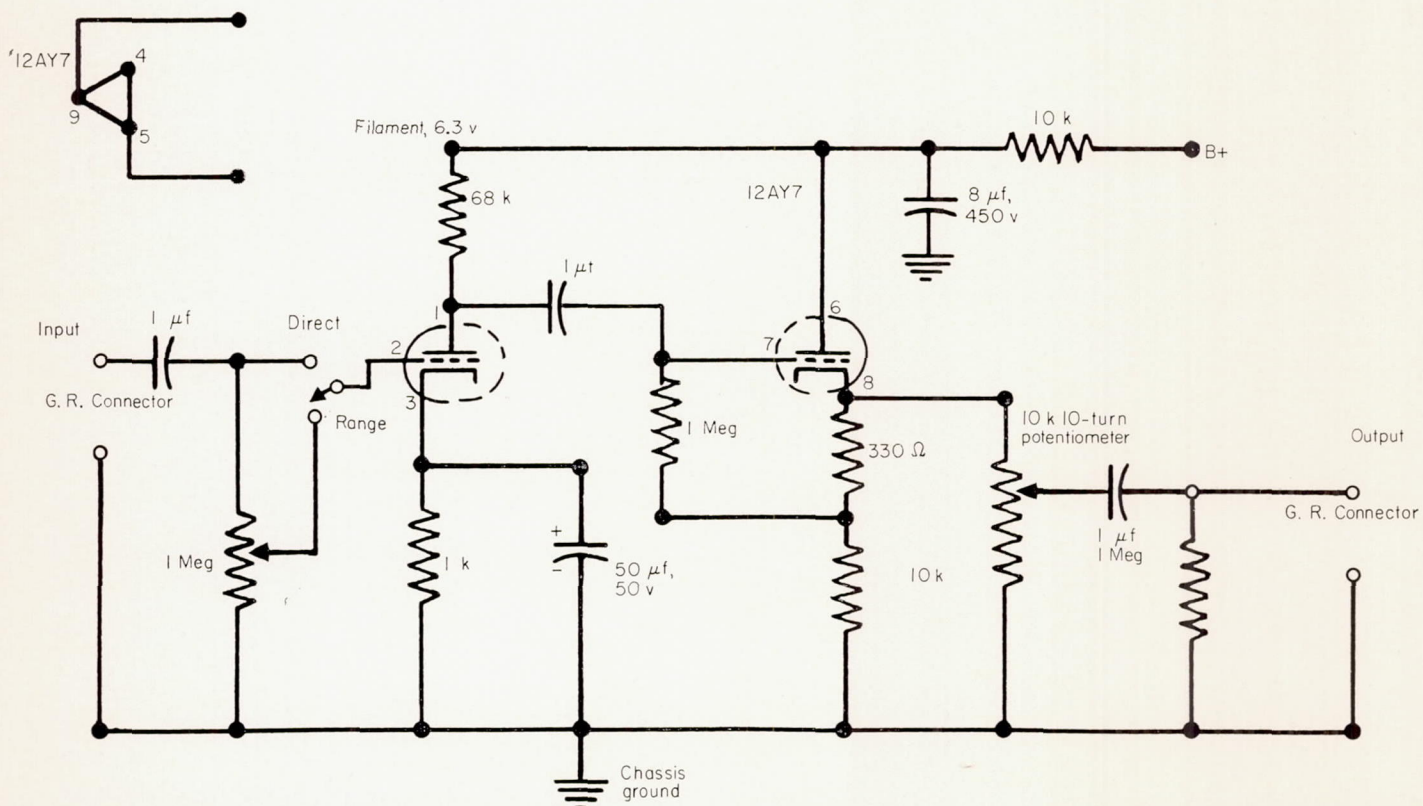 '12AY7
4
9
5
Filament, 6.3 v
10 k
B+
68 k
12AY7
8 μf,
450 v
1 μt
1
6
Input
1 μf
Direct
2
7
G. R. Connector
3
8
Range
1 Meg
330 Ω
10 k 10-turn
potentiometer
Output
G. R. Connector
1 μf
1 Meg
1 Meg
1 k
+
-
50 μf,
50 v
10 k
Chassis
ground